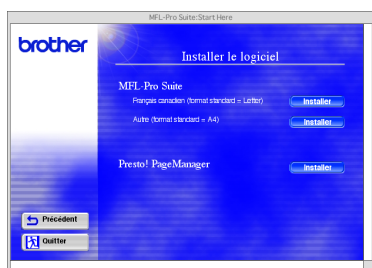 MFL-Pro Suite:Start Here
brother
Installer le logiciel
MFL-Pro Suite
Français canadien (format standard = Letter)
Installer
Autre (format standard = A4)
Installer
Presto! PageManager
Installer
Précédent
Quitter